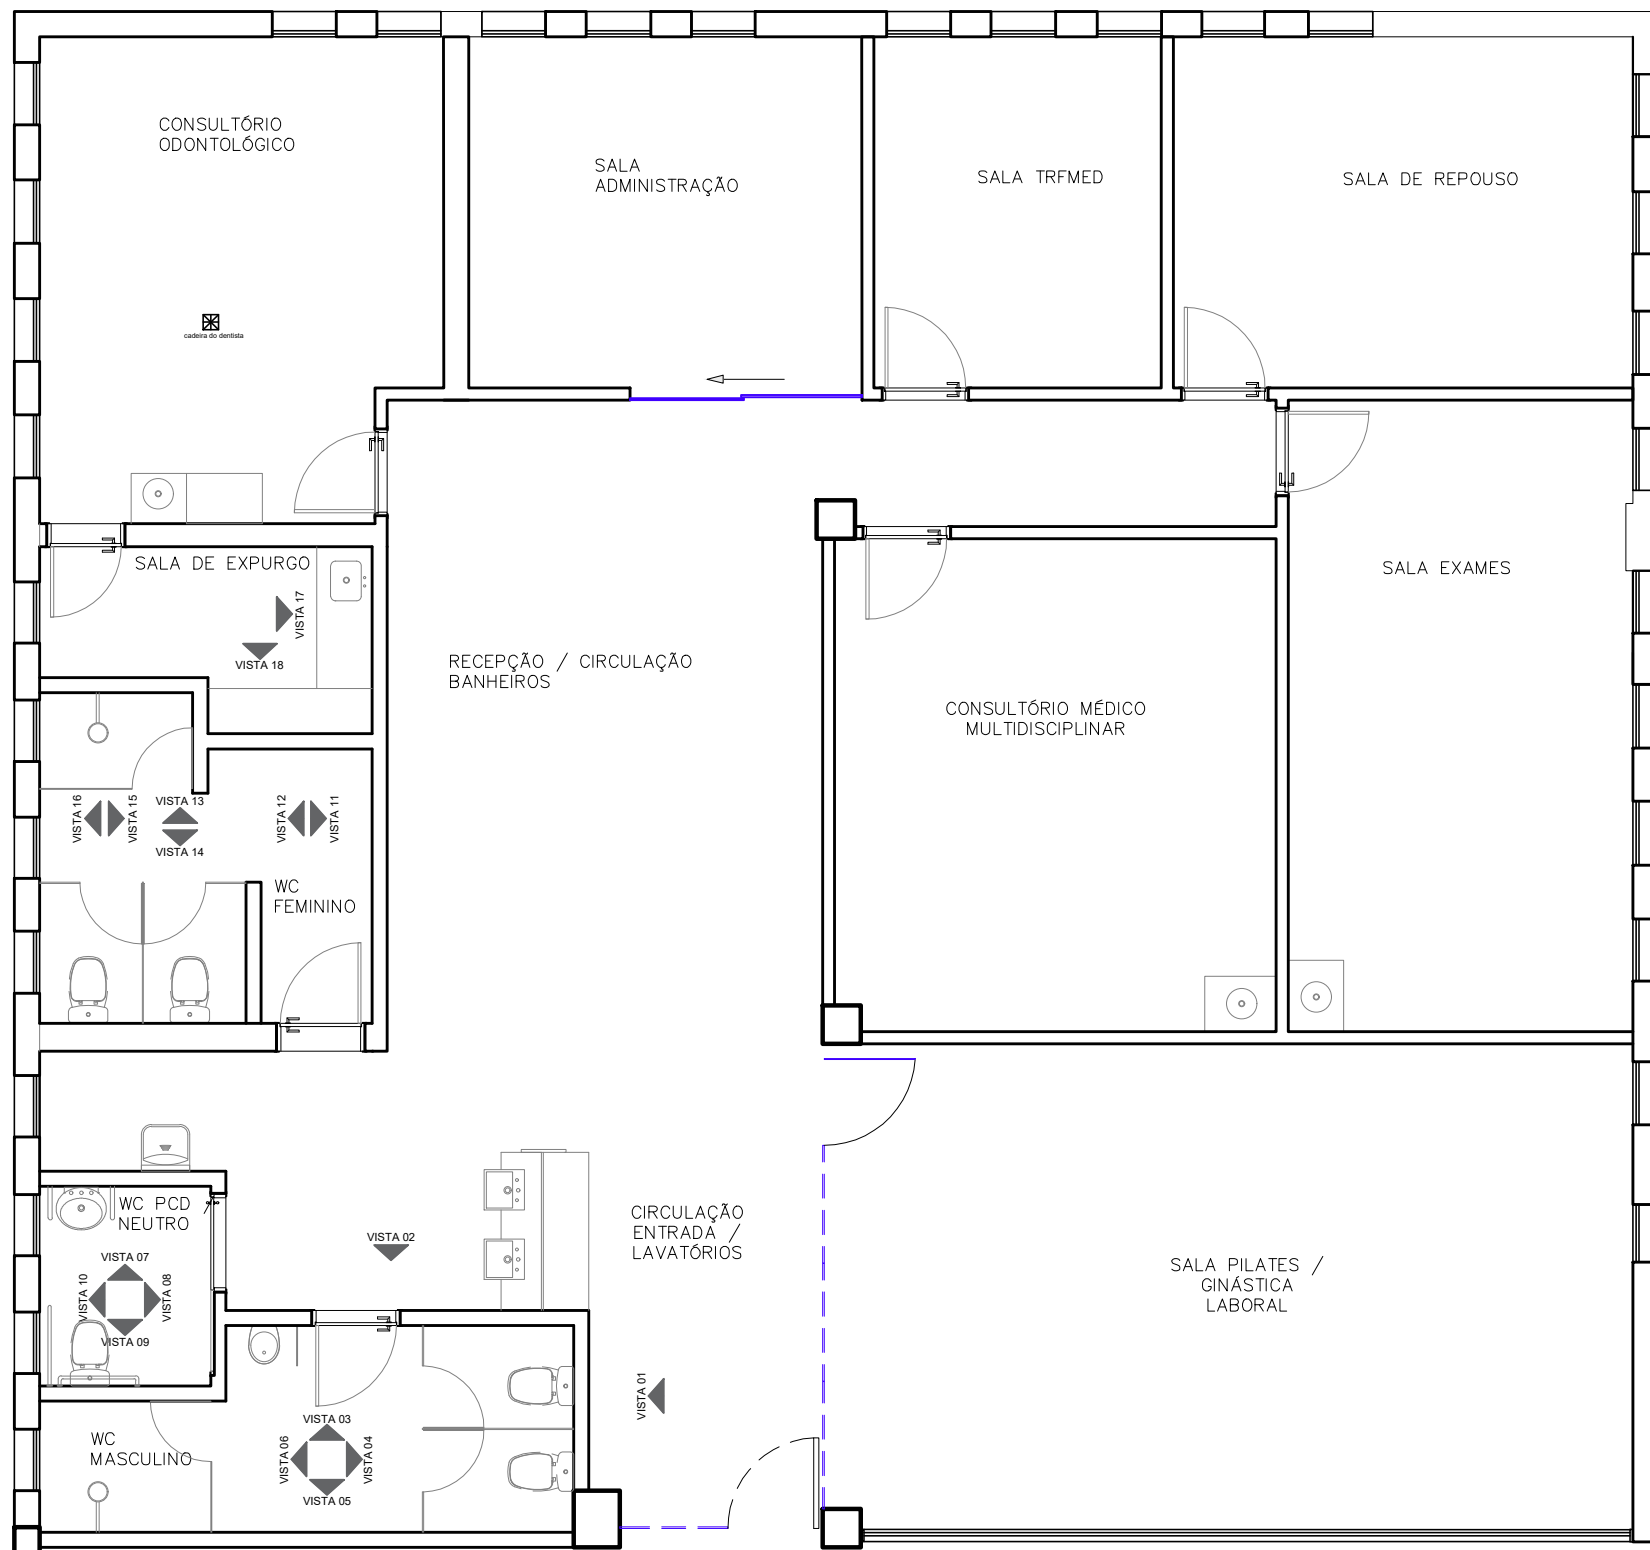 CONSULTÓRIO
ODONTOLÓGICO
SALA
ADMINISTRAÇÃO
SALA TRFMED
SALA DE REPOUSO
cadeira do dentista
SALA DE EXPURGO
VISTA 17
VISTA 18
SALA EXAMES
RECEPÇÃO / CIRCULAÇÃO
BANHEIROS
CONSULTÓRIO MÉDICO
MULTIDISCIPLINAR
VISTA 16
VISTA 15
VISTA 13
VISTA 14
VISTA 12
VISTA 11
WC
FEMININO
WC PCD
NEUTRO
VISTA 07
VISTA 10
VISTA 08
VISTA 09
VISTA 02
CIRCULAÇÃO
ENTRADA /
LAVATÓRIOS
SALA PILATES /
GINÁSTICA
LABORAL
VISTA 01
WC
MASCULINO
VISTA 03
VISTA 06
VISTA 04
VISTA 05